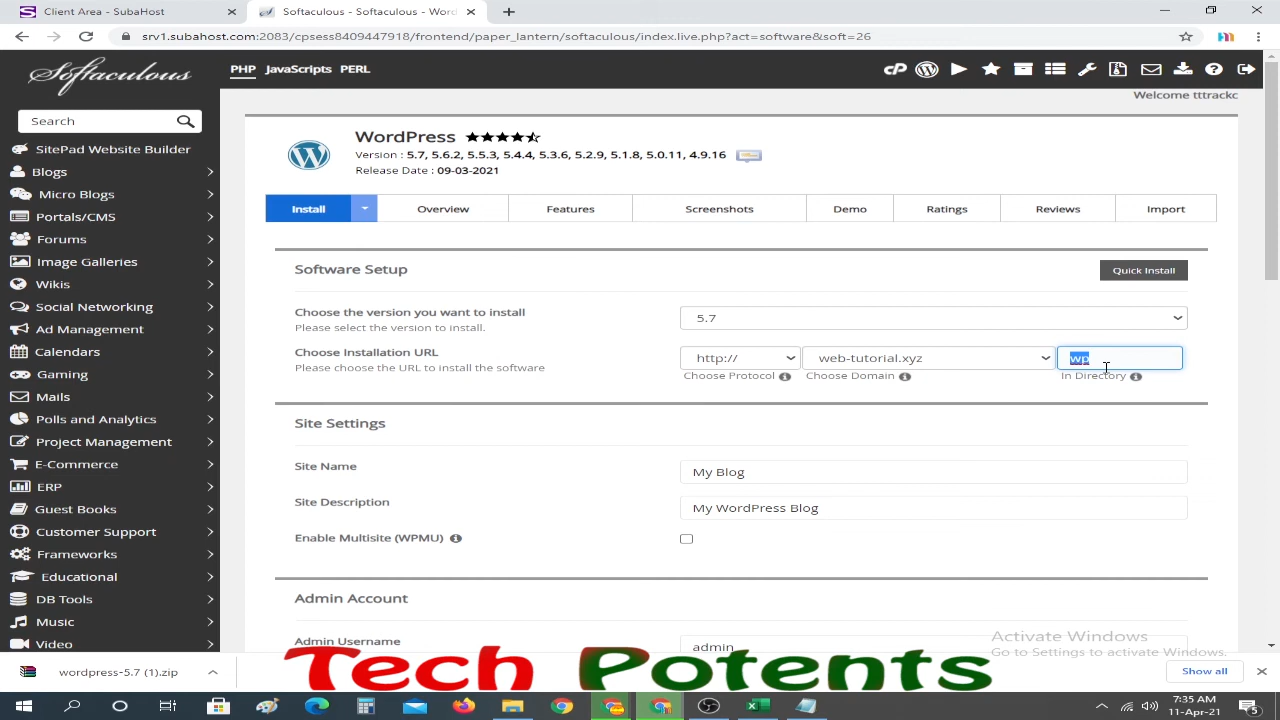 Client Area - SubaHost
Softaculous - Softaculous - Wor
srv1.subahost.com:2083/cpsess8409447918/frontend/paper_lantern/softaculous/index.live.php?act=software&soft=26
Softaculous
PHP JavaScripts PERL
cP
Welcome tttrackc
Search
SitePad Website Builder
Blogs
Micro Blogs
Portals/CMS
Forums
Image Galleries
Wikis
Social Networking
Ad Management
Calendars
Gaming
Mails
Polls and Analytics
Project Management
E-Commerce
ERP
Guest Books
Customer Support
Frameworks
Educational
DB Tools
Music
Video
WordPress
Version : 5.7, 5.6.2, 5.5.3, 5.4.4, 5.3.6, 5.2.9, 5.1.8, 5.0.11, 4.9.16
Release Date : 09-03-2021
Install Overview Features Screenshots Demo Ratings Reviews Import
Software Setup
Quick Install
Choose the version you want to install
Please select the version to install.
5.7
Choose Installation URL
Please choose the URL to install the software
http:// web-tutorial.xyz wp
Choose Protocol Choose Domain In Directory
Site Settings
Site Name
My Blog
Site Description
My WordPress Blog
Enable Multisite (WPMU)
Admin Account
Admin Username
admin
Activate Windows
Go to Settings to activate Windows.
wordpress-5.7 (1).zip
Tech Potents
Show all
7:35 AM
11-Apr-21
5